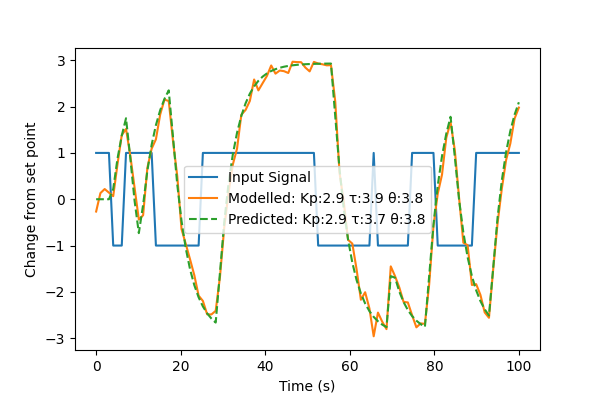 3
2
1
0
−1
−2
−3
Change from set point
Input Signal
Modelled: Kp:2.9 τ:3.9 θ:3.8
Predicted: Kp:2.9 τ:3.7 θ:3.8
0 20 40 60 80 100
Time (s)